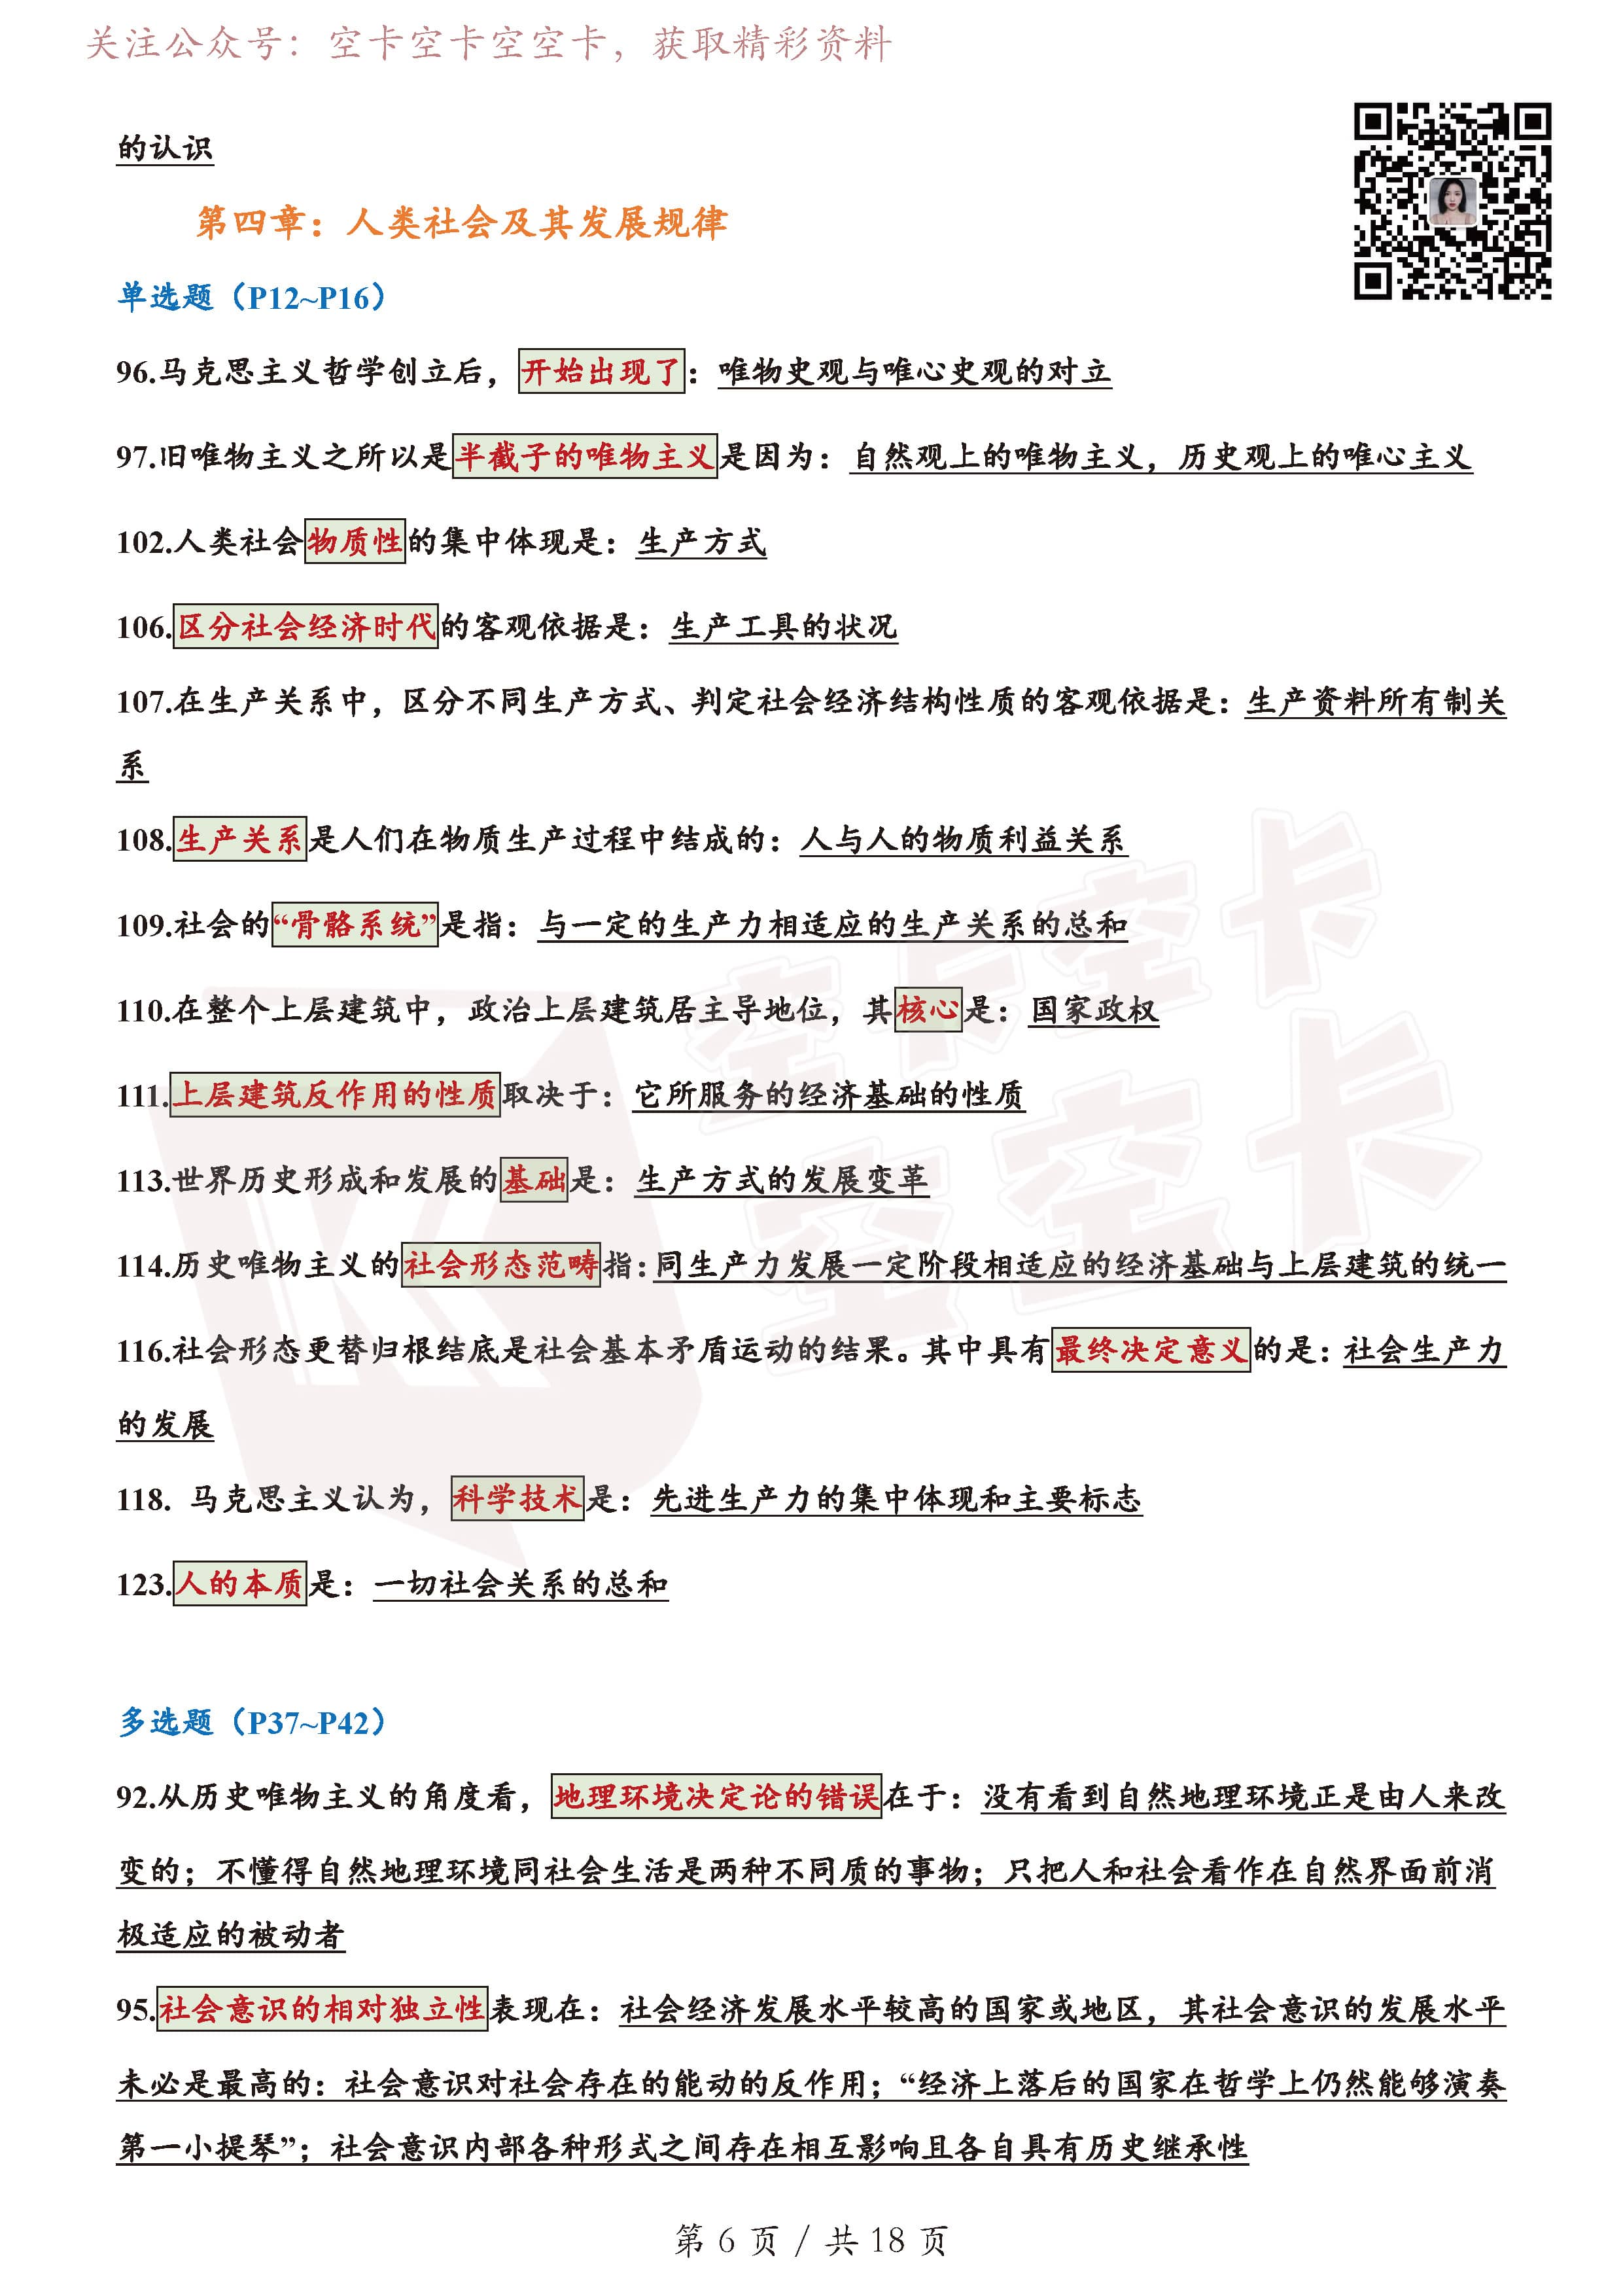 关注公众号：空卡空卡空空卡，获取精彩资料
的认识
第四章：人类社会及其发展规律
单选题（P12~P16）
96.马克思主义哲学创立后，开始出现了：唯物史观与唯心史观的对立
97.旧唯物主义之所以是半截子的唯物主义是因为：自然观上的唯物主义，历史观上的唯心主义
102.人类社会物质性的集中体现是：生产方式
106.区分社会经济时代的客观依据是：生产工具的状况
107.在生产关系中，区分不同生产方式、判定社会经济结构性质的客观依据是：生产资料所有制关
系
108.生产关系是人们在物质生产过程中结成的：人与人的物质利益关系
109.社会的“骨骼系统”是指：与一定的生产力相适应的生产关系的总和
110.在整个上层建筑中，政治上层建筑居主导地位，其核心是：国家政权
111.上层建筑反作用的性质取决于：它所服务的经济基础的性质
113.世界历史形成和发展的基础是：生产方式的发展变革
114.历史唯物主义的社会形态范畴指：同生产力发展一定阶段相适应的经济基础与上层建筑的统一
116.社会形态更替归根结底是社会基本矛盾运动的结果。其中具有最终决定意义的是：社会生产力
的发展
118. 马克思主义认为，科学技术是：先进生产力的集中体现和主要标志
123.人的本质是：一切社会关系的总和
空卡空卡
空空卡
多选题（P37~P42）
92.从历史唯物主义的角度看，地理环境决定论的错误在于：没有看到自然地理环境正是由人来改
变的；不懂得自然地理环境同社会生活是两种不同质的事物；只把人和社会看作在自然界面前消
极适应的被动者
95.社会意识的相对独立性表现在：社会经济发展水平较高的国家或地区，其社会意识的发展水平
未必是最高的：社会意识对社会存在的能动的反作用；“经济上落后的国家在哲学上仍然能够演奏
第一小提琴”；社会意识内部各种形式之间存在相互影响且各自具有历史继承性
第 6 页 / 共 18 页